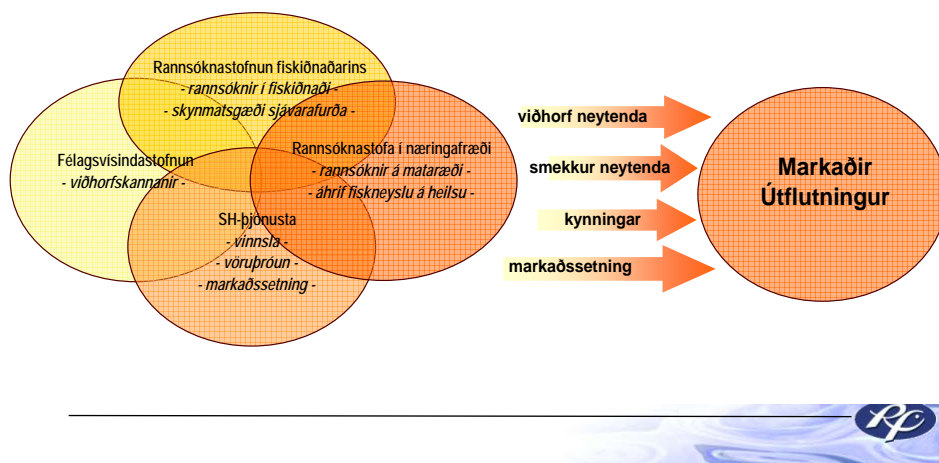 Rannsóknastofnun fiskiðnaðarins
- rannsóknir í fiskiðnaði -
- skynmatsgæði sjávarafurða -
Félagsvísindastofnun
- viðhorfskannanir -
Rannsóknastofa í næringafræði
- rannsóknir á mataræði -
- áhrif fiskneyslu á heilsu -
SH-þjónusta
- vinnsla -
- vöruþróun -
- markaðssetning -
viðhorf neytenda
smekkur neytenda
kynningar
markaðssetning
Markaðir
Útflutningur
Rf